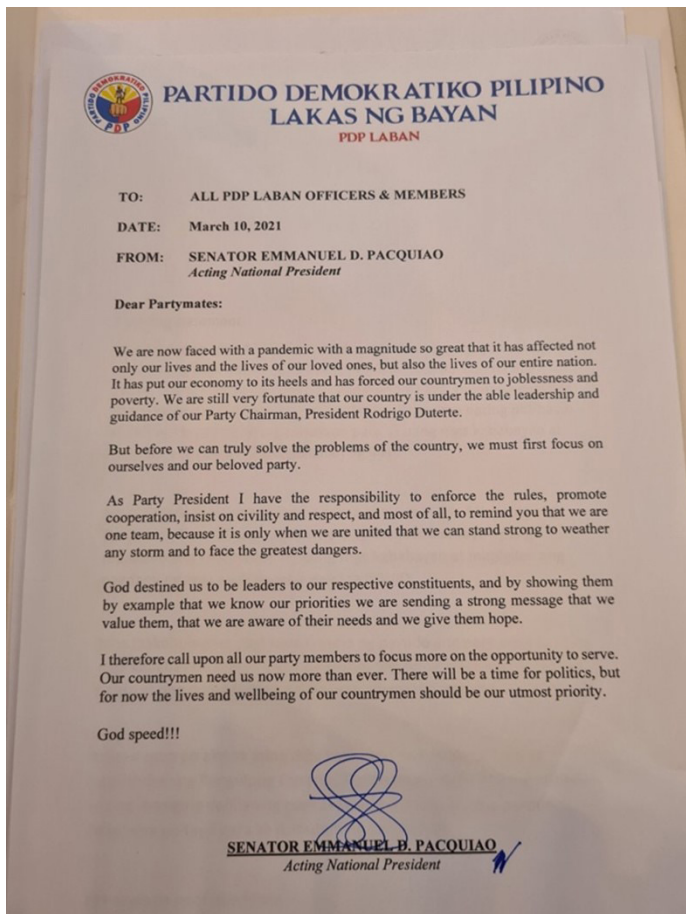 PARTIDO DEMOKRATIKO PILIPINO
PARTIDO DEMOKRATIKO PILIPINO
PDP
LAKAS NG BAYAN
PDP LABAN
TO: ALL PDP LABAN OFFICERS & MEMBERS
DATE: March 10, 2021
FROM: SENATOR EMMANUEL D. PACQUIAO
Acting National President
Dear Partymates:
We are now faced with a pandemic with a magnitude so great that it has affected not
only our lives and the lives of our loved ones, but also the lives of our entire nation.
It has put our economy to its heels and has forced our countrymen to joblessness and
poverty. We are still very fortunate that our country is under the able leadership and
guidance of our Party Chairman, President Rodrigo Duterte.
But before we can truly solve the problems of the country, we must first focus on
ourselves and our beloved party.
As Party President I have the responsibility to enforce the rules, promote
cooperation, insist on civility and respect, and most of all, to remind you that we are
one team, because it is only when we are united that we can stand strong to weather
any storm and to face the greatest dangers.
God destined us to be leaders to our respective constituents, and by showing them
by example that we know our priorities we are sending a strong message that we
value them, that we are aware of their needs and we give them hope.
I therefore call upon all our party members to focus more on the opportunity to serve.
Our countrymen need us now more than ever. There will be a time for politics, but
for now the lives and wellbeing of our countrymen should be our utmost priority.
God speed!!!
SENATOR EMMANUEL D. PACQUIAO
Acting National President